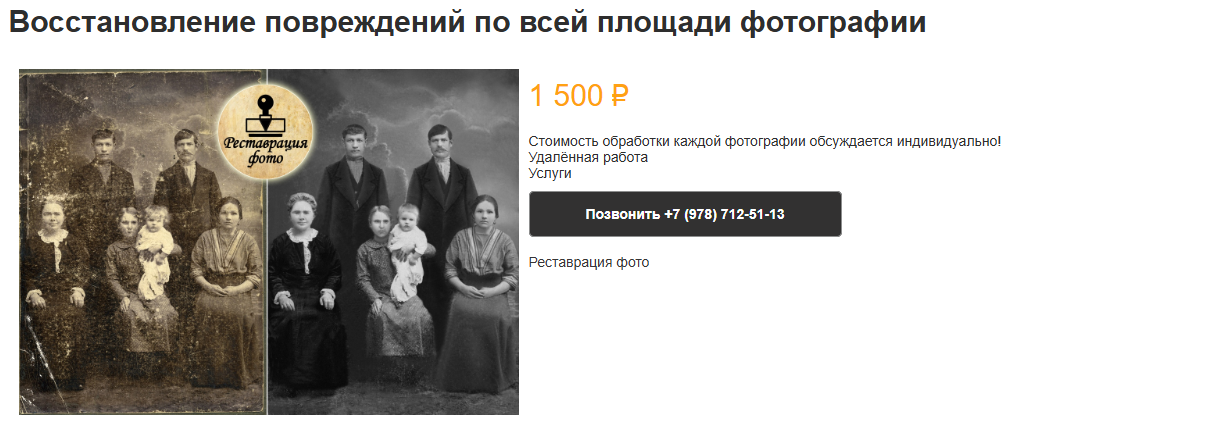 Восстановление повреждений по всей площади фотографии
Реставрация
фото
1 500 ₽
Стоимость обработки каждой фотографии обсуждается индивидуально!
Удалённая работа
Услуги
Позвонить +7 (978) 712-51-13
Реставрация фото